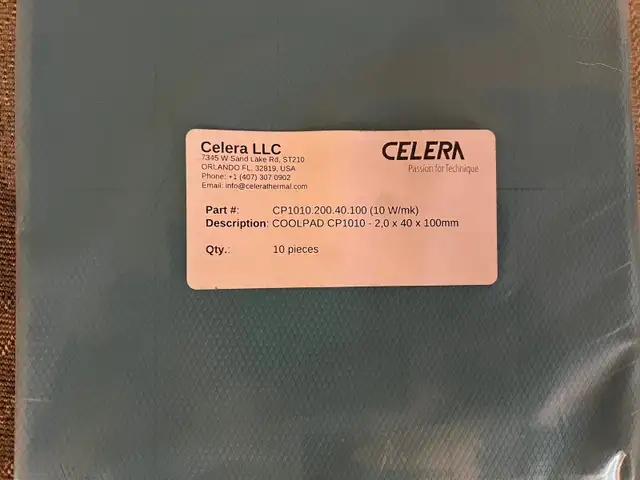 Celera LLC
7345 W Sand Lake Rd, ST210
ORLANDO FL, 32819, USA
Phone: +1 (407) 307 0902
Email: info@celerathermal.com
CELERA
Passion for Technique
Part #: CP1010.200.40.100 (10 W/mk)
Description: COOLPAD CP1010 - 2,0 x 40 x 100mm
Qty.: 10 pieces